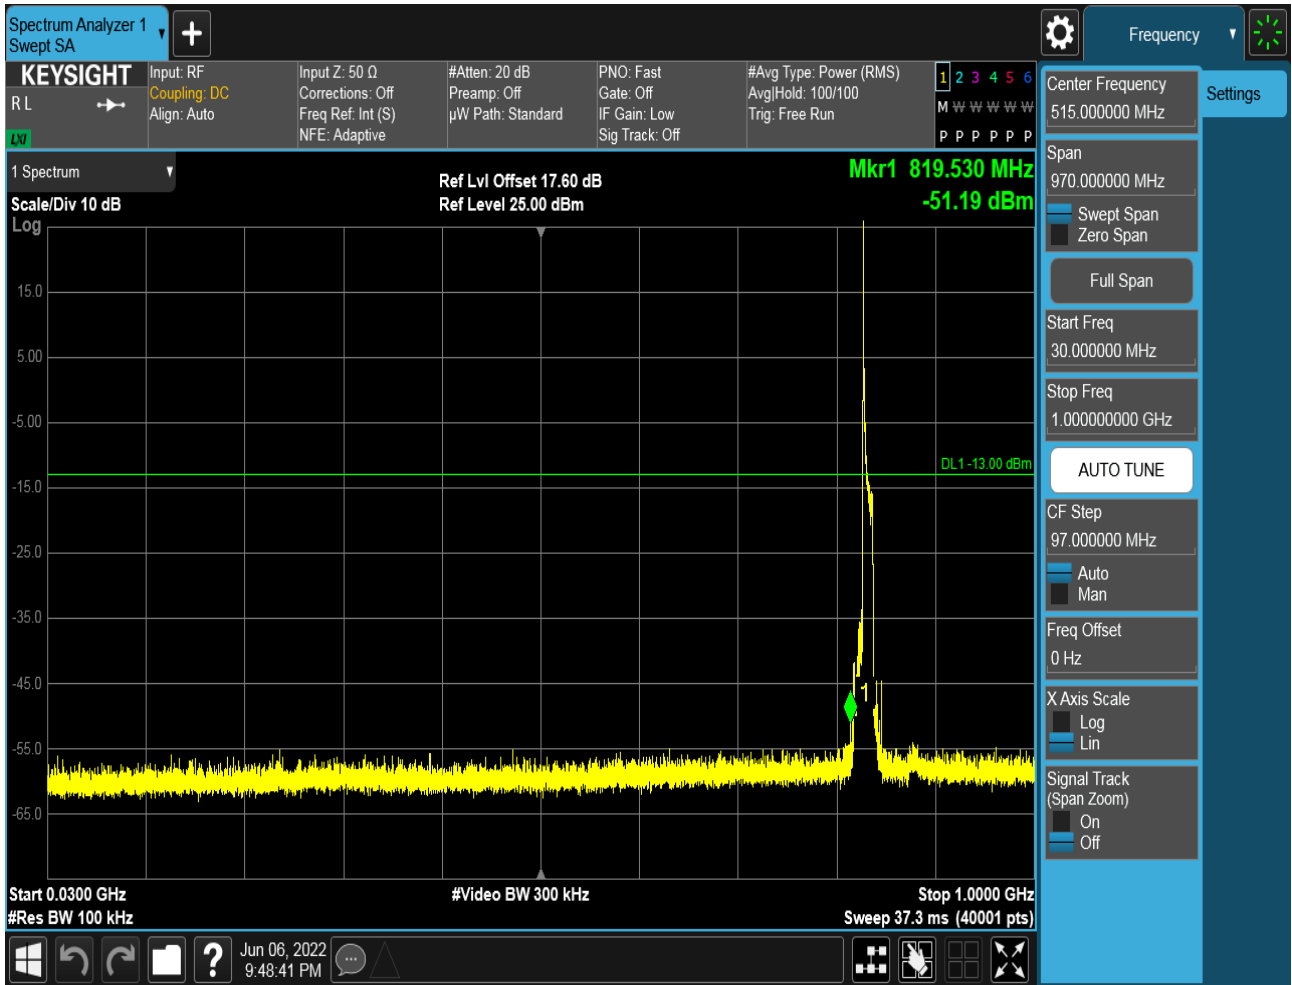 Spectrum Analyzer 1
Swept SA
Frequency
KEYSIGHT
R L
LXI
Input: RF
Coupling: DC
Align: Auto
Input Z: 50 Ω
Corrections: Off
Freq Ref: Int (S)
NFE: Adaptive
#Atten: 20 dB
Preamp: Off
µW Path: Standard
PNO: Fast
Gate: Off
IF Gain: Low
Sig Track: Off
#Avg Type: Power (RMS)
Avg|Hold: 100/100
Trig: Free Run
1 2 3 4 5 6
M W W W W W
P P P P P P
1 Spectrum
Scale/Div 10 dB
Log
Ref Lvl Offset 17.60 dB
Ref Level 25.00 dBm
Mkr1 819.530 MHz
-51.19 dBm
15.0
5.00
-5.00
-15.0
-25.0
-35.0
-45.0
-55.0
-65.0
DL1 -13.00 dBm
Start 0.0300 GHz
#Res BW 100 kHz
#Video BW 300 kHz
Stop 1.0000 GHz
Sweep 37.3 ms (40001 pts)
Jun 06, 2022
9:48:41 PM
Center Frequency
515.000000 MHz
Span
970.000000 MHz
Swept Span
Zero Span
Full Span
Start Freq
30.000000 MHz
Stop Freq
1.000000000 GHz
AUTO TUNE
CF Step
97.000000 MHz
Auto
Man
Freq Offset
0 Hz
X Axis Scale
Log
Lin
Signal Track
(Span Zoom)
On
Off
Settings